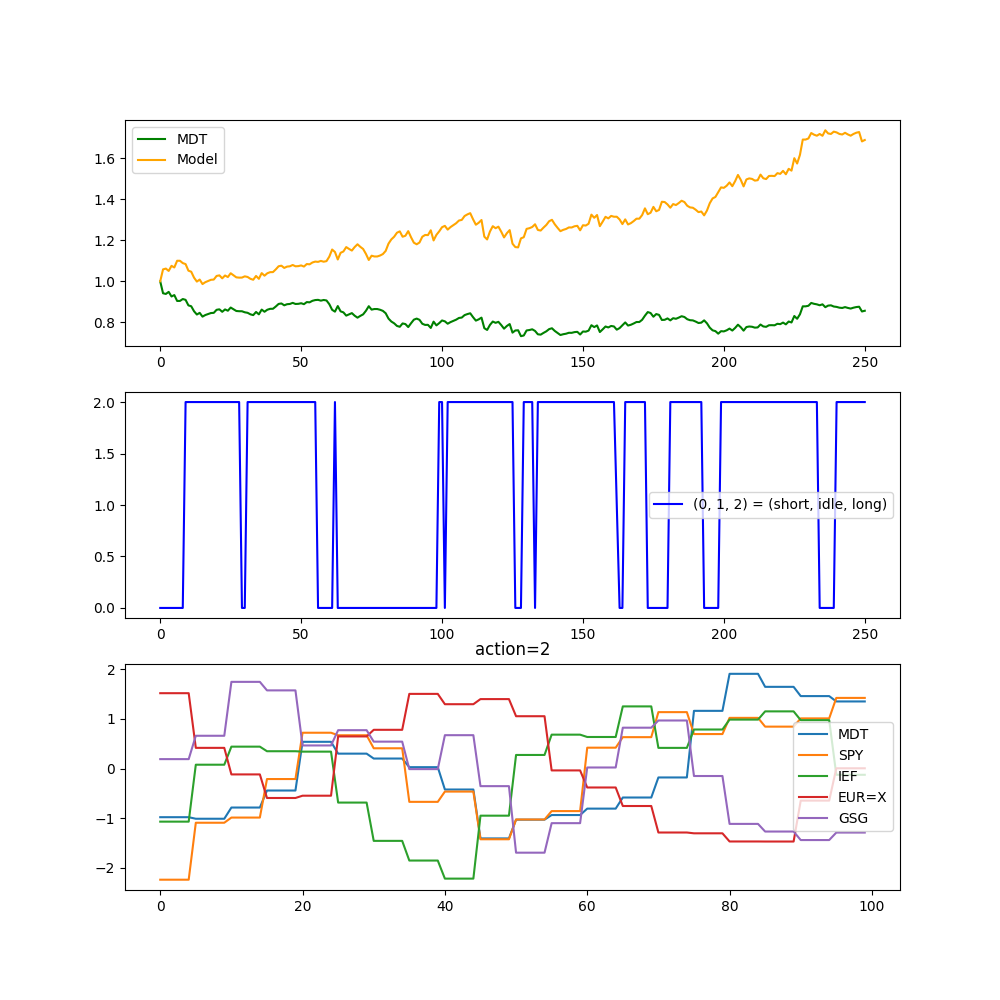 MDT
Model
1.6
1.4
1.2
1.0
0.8
0 50 100 150 200 250
2.0
1.5
1.0
0.5
0.0
(0, 1, 2) = (short, idle, long)
0 50 100 150 200 250
action=2
2
1
0
−1
−2
MDT
SPY
IEF
EUR=X
GSG
0 20 40 60 80 100